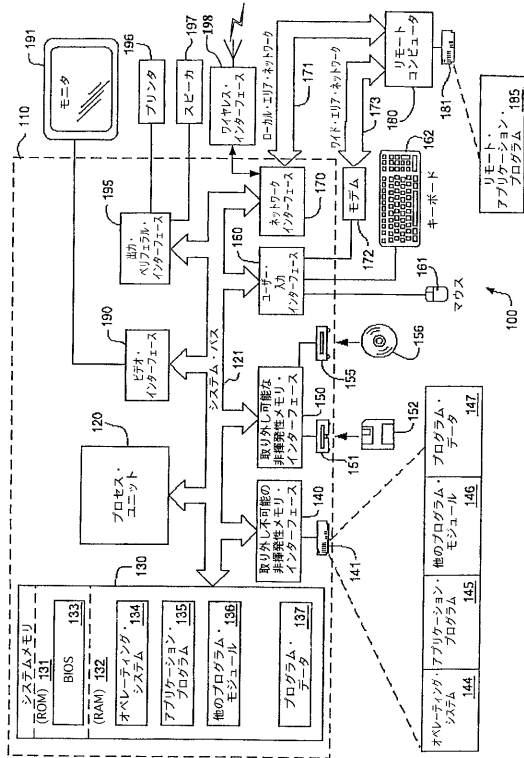 システムメモリ
(ROM) 131
BIOS 133
(RAM) 132
オペレーティング・
システム 134
アプリケーション・
プログラム 135
他のプログラム・
モジュール 136
プログラム・
データ 137
130
プロセス・
ユニット
120
ビデオ・
インターフェース
190
出力・
ペリフェラル・
インターフェース
195
110
モニタ
191
プリンタ
196
スピーカ
197
198
ワイヤレス・
インターフェース
システム・バス
121
取り外し不可能の
非揮発性メモリ・
インターフェース
140
取り外し可能な
非揮発性メモリ・
インターフェース
150
ユーザー・
入力
インターフェース
160
ネットワーク
インターフェース
170
ローカル・エリア・ネットワーク
171
ワイド・エリア・ネットワーク
173
モデム
172
リモート
コンピュータ
180
181
キーボード
162
マウス
161
141
151
152
155
156
100
オペレーティング・
システム 144
アプリケーション・
プログラム 145
他のプログラム・
モジュール 146
プログラム・
データ 147
リモート・
アプリケーション・
プログラム 185